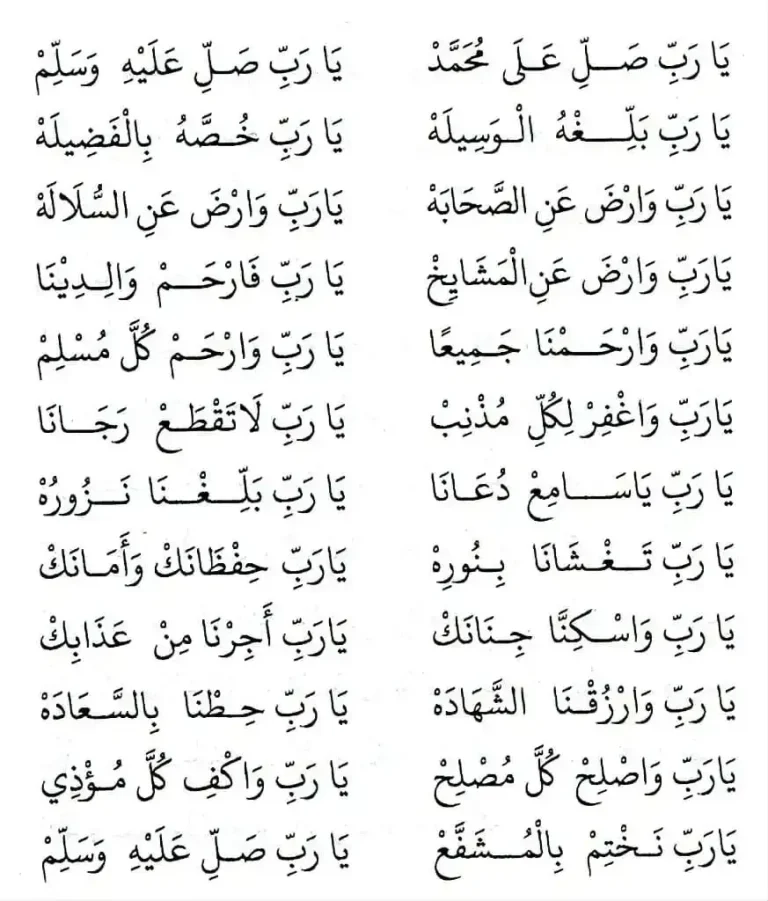 يَا رَبِّ صَلِّ عَلَى مُحَمَّدْ يَا رَبِّ صَلِّ عَلَيْهِ وَسَلِّمْ
يَا رَبِّ بَلِّغْهُ الْوَسِيلَهْ يَا رَبِّ خُصَّهُ بِالْفَضِيلَهْ
يَا رَبِّ وَارْضَ عَنِ الصَّحَابَهْ يَارَبِّ وَارْضَ عَنِ السُّلَالَهْ
يَارَبِّ وَارْضَ عَنِ الْمَشَايِخْ يَا رَبِّ فَارْحَمْ وَالِدِيْنَا
يَارَبِّ وَارْحَمْنَا جَمِيعًا يَا رَبِّ وَارْحَمْ كُلَّ مُسْلِمْ
يَارَبِّ وَاغْفِرْ لِكُلِّ مُذْنِبْ يَا رَبِّ لَاتَقْطَعْ رَجَانَا
يَا رَبِّ يَاسَامِعْ دُعَانَا يَا رَبِّ بَلِّغْنَا نَزُورُهْ
يَا رَبِّ تَغْشَانَا بِنُورِهْ يَارَبِّ حِفْظَانَكْ وَأَمَانَكْ
يَا رَبِّ وَاسْكِنَّا جِنَانَكْ يَارَبِّ أَجِرْنَا مِنْ عَذَابِكْ
يَا رَبِّ وَارْزُقْنَا الشَّهَادَهْ يَا رَبِّ حِطْنَا بِالسَّعَادَهْ
يَارَبِّ وَاصْلِحْ كُلَّ مُصْلِحْ يَا رَبِّ وَاكْفِ كُلَّ مُؤْذِي
يَارَبِّ نَخْتِمْ بِالْمُشَفَّعْ يَا رَبِّ صَلِّ عَلَيْهِ وَسَلِّمْ